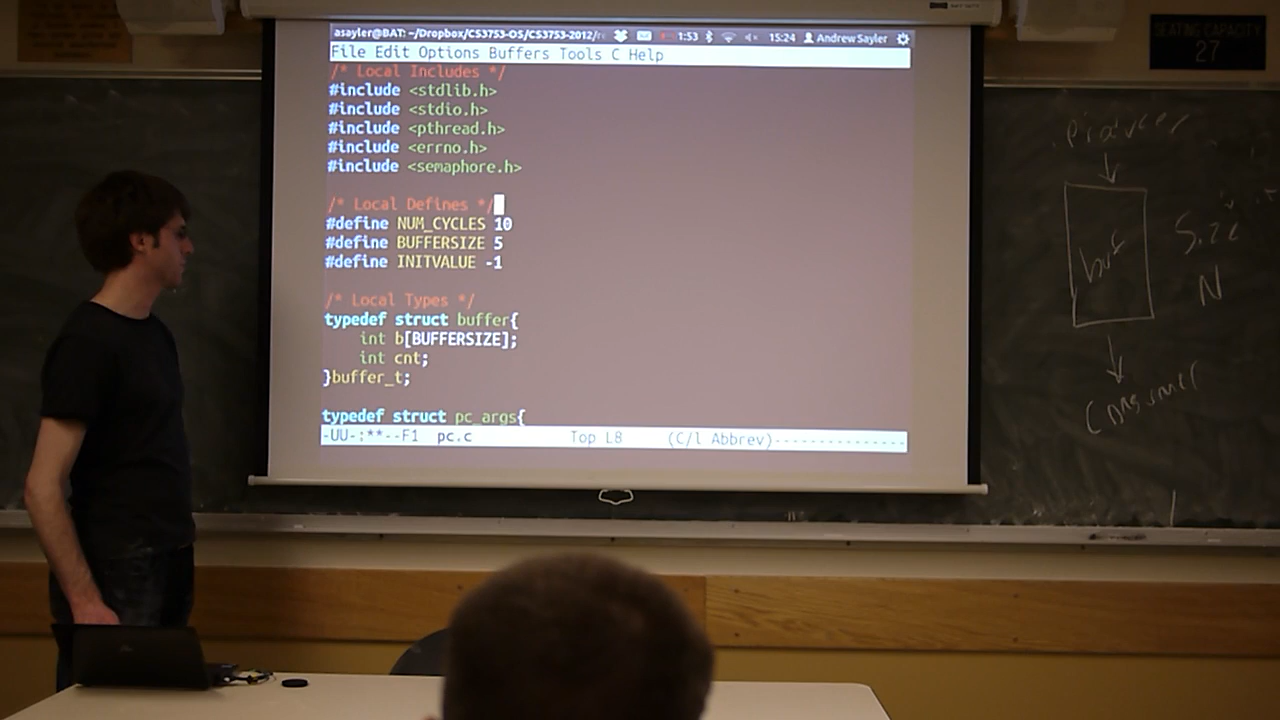 asayler@BAT: ~/Dropbox/CS3753-OS/CS3753-2012/r 1:53 15:24 Andrew Sayler
File Edit Options Buffers Tools C Help
/* Local Includes */
#include <stdlib.h>
#include <stdio.h>
#include <pthread.h>
#include <errno.h>
#include <semaphore.h>
/* Local Defines */
#define NUM_CYCLES 10
#define BUFFERSIZE 5
#define INITVALUE -1
/* Local Types */
typedef struct buffer{
int b[BUFFERSIZE];
int cnt;
}buffer_t;
typedef struct pc_args{
-UU-:**--F1 pc.c Top L8 (C/l Abbrev)---------------
SEATING CAPACITY
27
Producer
buf
Size
N
Consumer